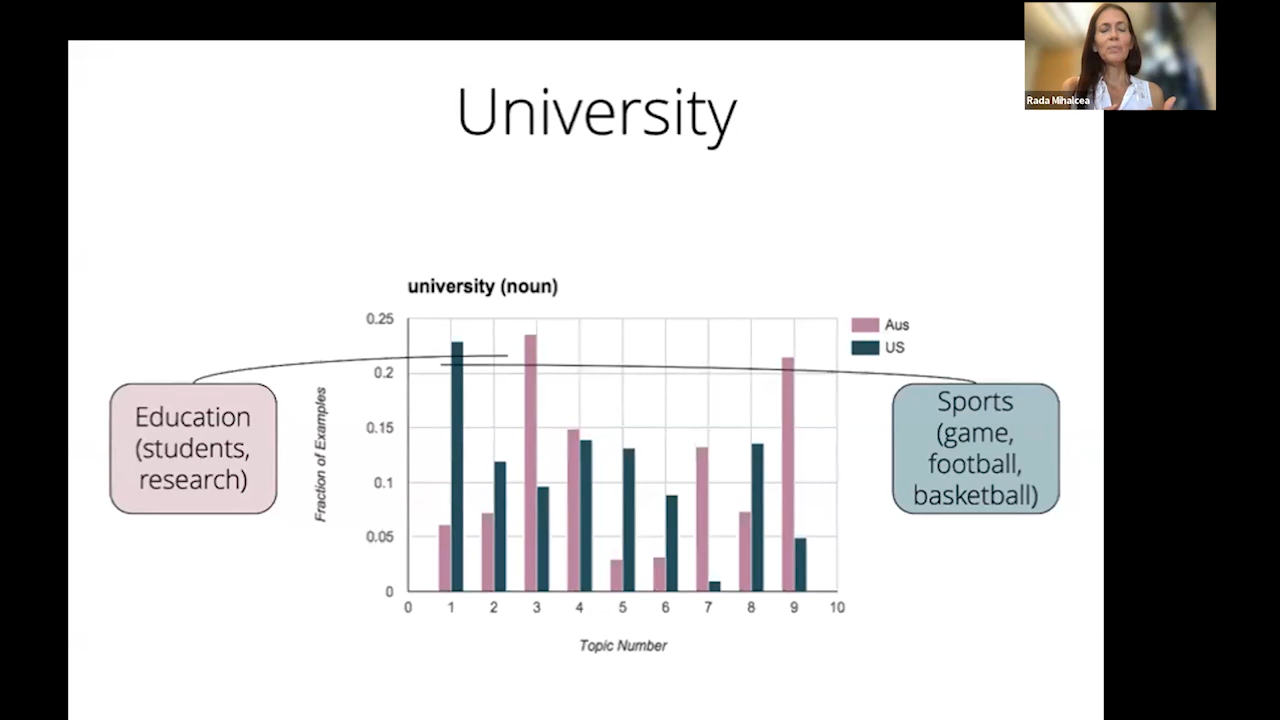 University
Rada Mihalcea
university (noun)
Aus
US
Education
(students,
research)
Sports
(game,
football,
basketball)
Fraction of Examples
0.25
0.2
0.15
0.1
0.05
0
0 1 2 3 4 5 6 7 8 9 10
Topic Number